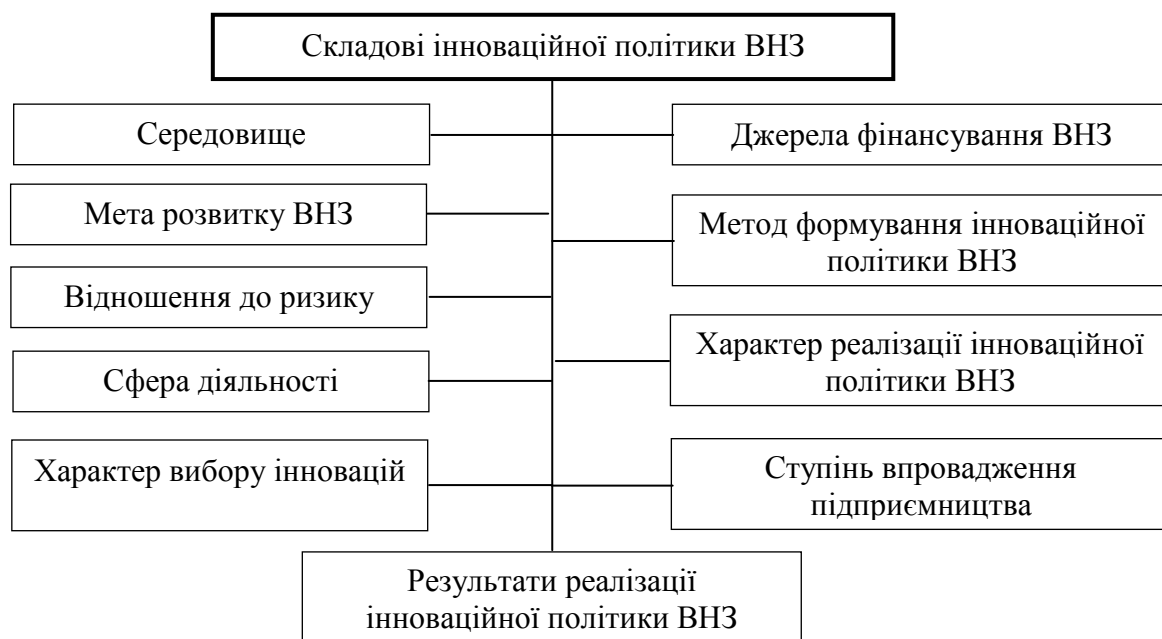 Складові інноваційної політики ВНЗ
Середовище
Джерела фінансування ВНЗ
Мета розвитку ВНЗ
Метод формування інноваційної
політики ВНЗ
Відношення до ризику
Характер реалізації інноваційної
політики ВНЗ
Сфера діяльності
Характер вибору інновацій
Ступінь впровадження
підприємництва
Результати реалізації
інноваційної політики ВНЗ